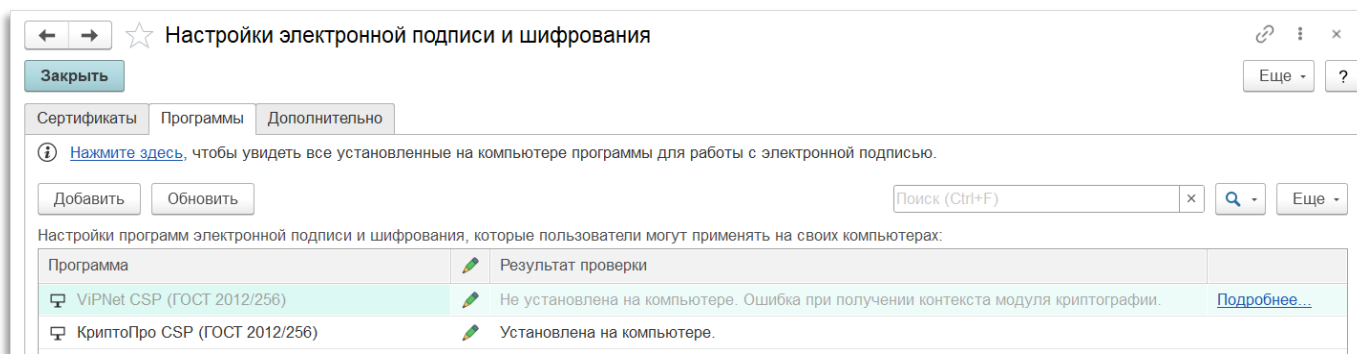 Настройки электронной подписи и шифрования
Закрыть
Еще
?
Сертификаты
Программы
Дополнительно
Нажмите здесь, чтобы увидеть все установленные на компьютере программы для работы с электронной подписью.
Добавить
Обновить
Поиск (Ctrl+F)
Еще
Настройки программ электронной подписи и шифрования, которые пользователи могут применять на своих компьютерах:
Программа
Результат проверки
ViPNet CSP (ГОСТ 2012/256)
Не установлена на компьютере. Ошибка при получении контекста модуля криптографии.
Подробнее...
КриптоПро CSP (ГОСТ 2012/256)
Установлена на компьютере.